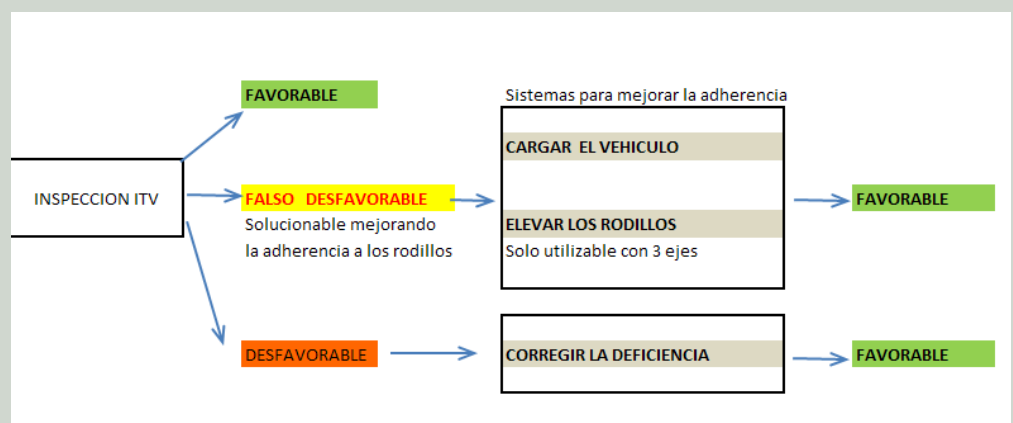 FAVORABLE
Sistemas para mejorar la adherencia
CARGAR EL VEHICULO
INSPECCION ITV
FALSO DESFAVORABLE
FAVORABLE
Solucionable mejorando
la adherencia a los rodillos
ELEVAR LOS RODILLOS
Solo utilizable con 3 ejes
DESFAVORABLE
CORREGIR LA DEFICIENCIA
FAVORABLE